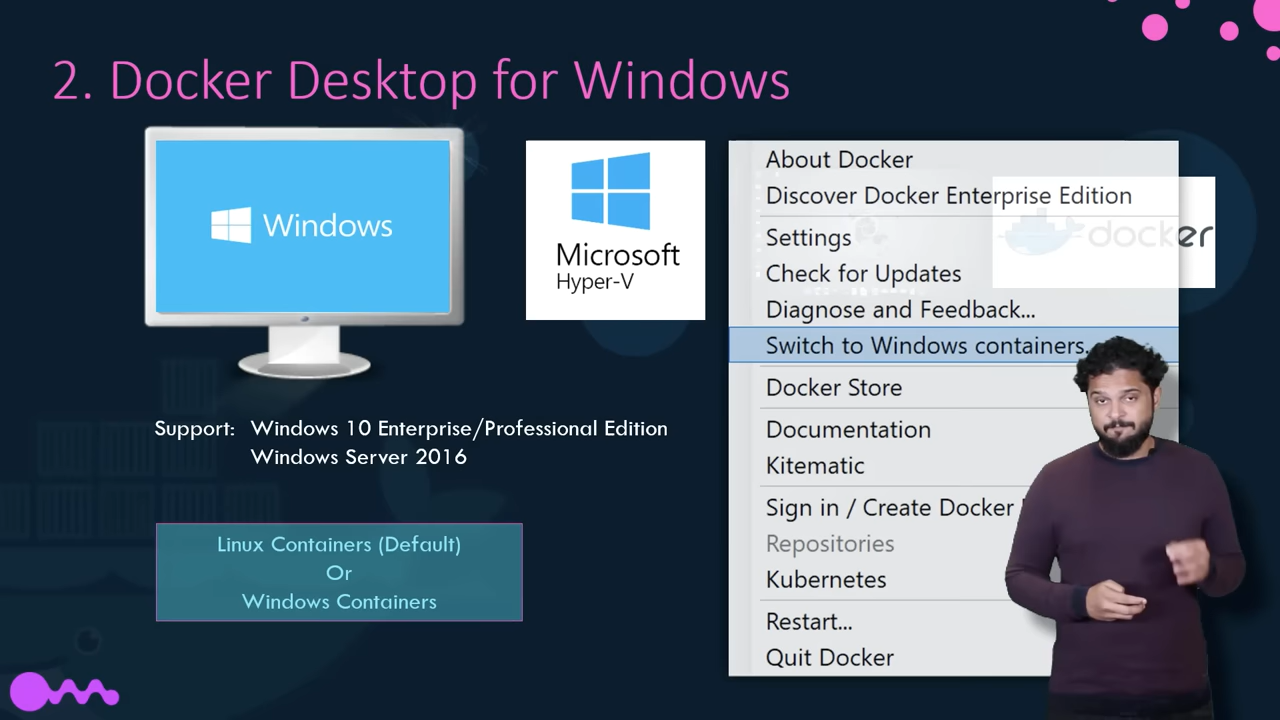 2. Docker Desktop for Windows
Windows
Microsoft
Hyper-V
Support: Windows 10 Enterprise/Professional Edition
Windows Server 2016
Linux Containers (Default)
Or
Windows Containers
About Docker
Discover Docker Enterprise Edition
Settings
Check for Updates
Diagnose and Feedback...
Switch to Windows containers.
Docker Store
Documentation
Kitematic
Sign in / Create Docker
Repositories
Kubernetes
Restart...
Quit Docker
docker